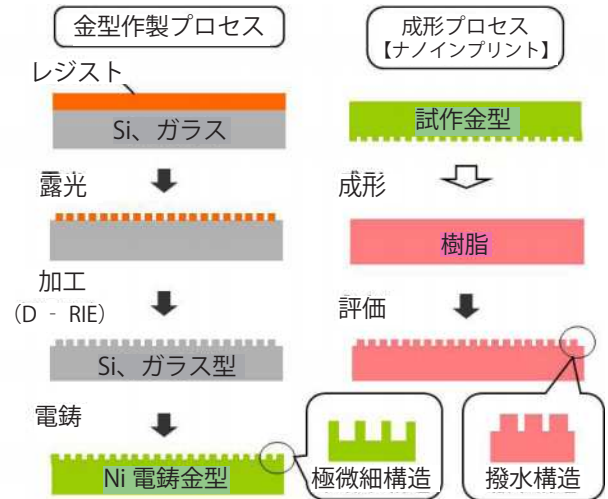 金型作製プロセス
レジスト
Si、ガラス
露光
加工
（D ‐ RIE）
Si、ガラス型
電鋳
Ni 電鋳金型
極微細構造
成形プロセス
【ナノインプリント】
試作金型
成形
樹脂
評価
撥水構造